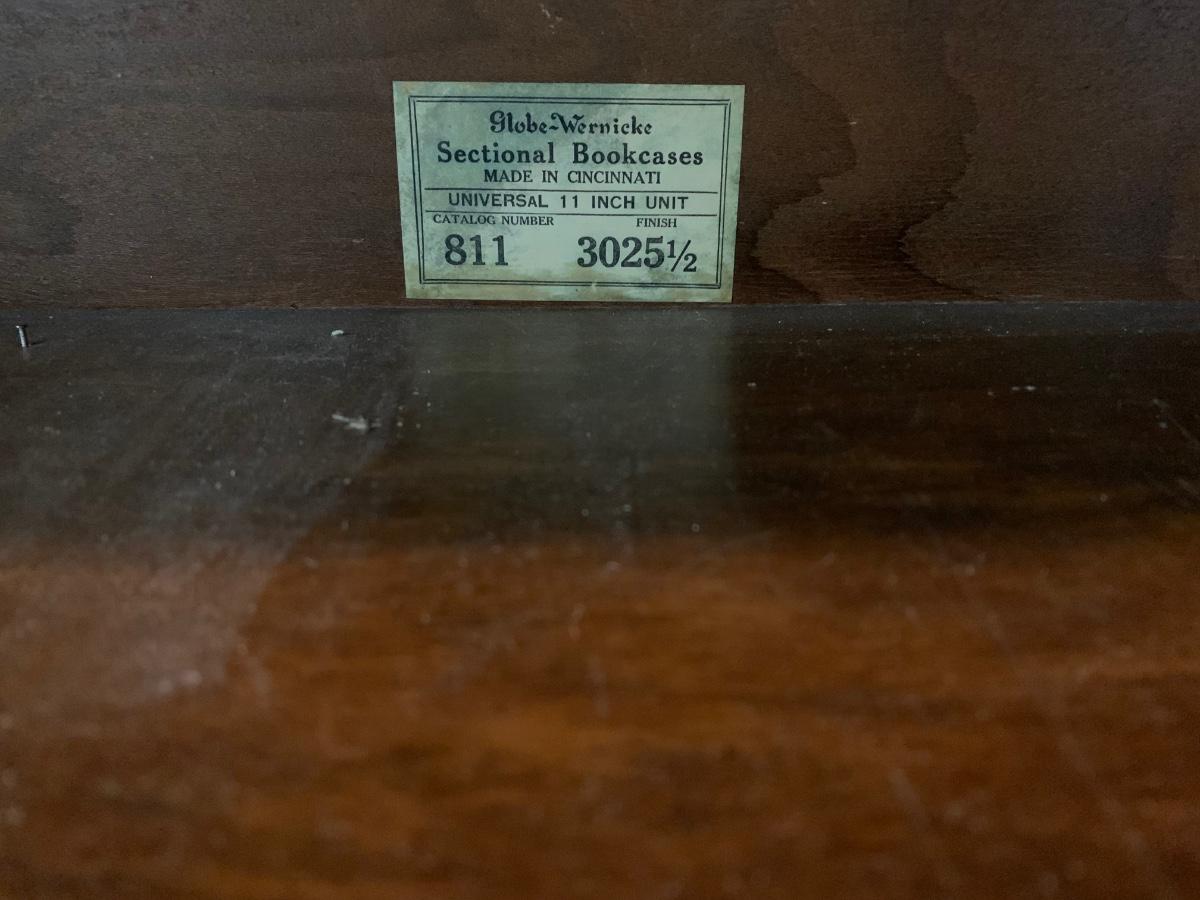 Globe-Wernicke
Sectional Bookcases
MADE IN CINCINNATI
UNIVERSAL 11 INCH UNIT
CATALOG NUMBER FINISH
811 3025½